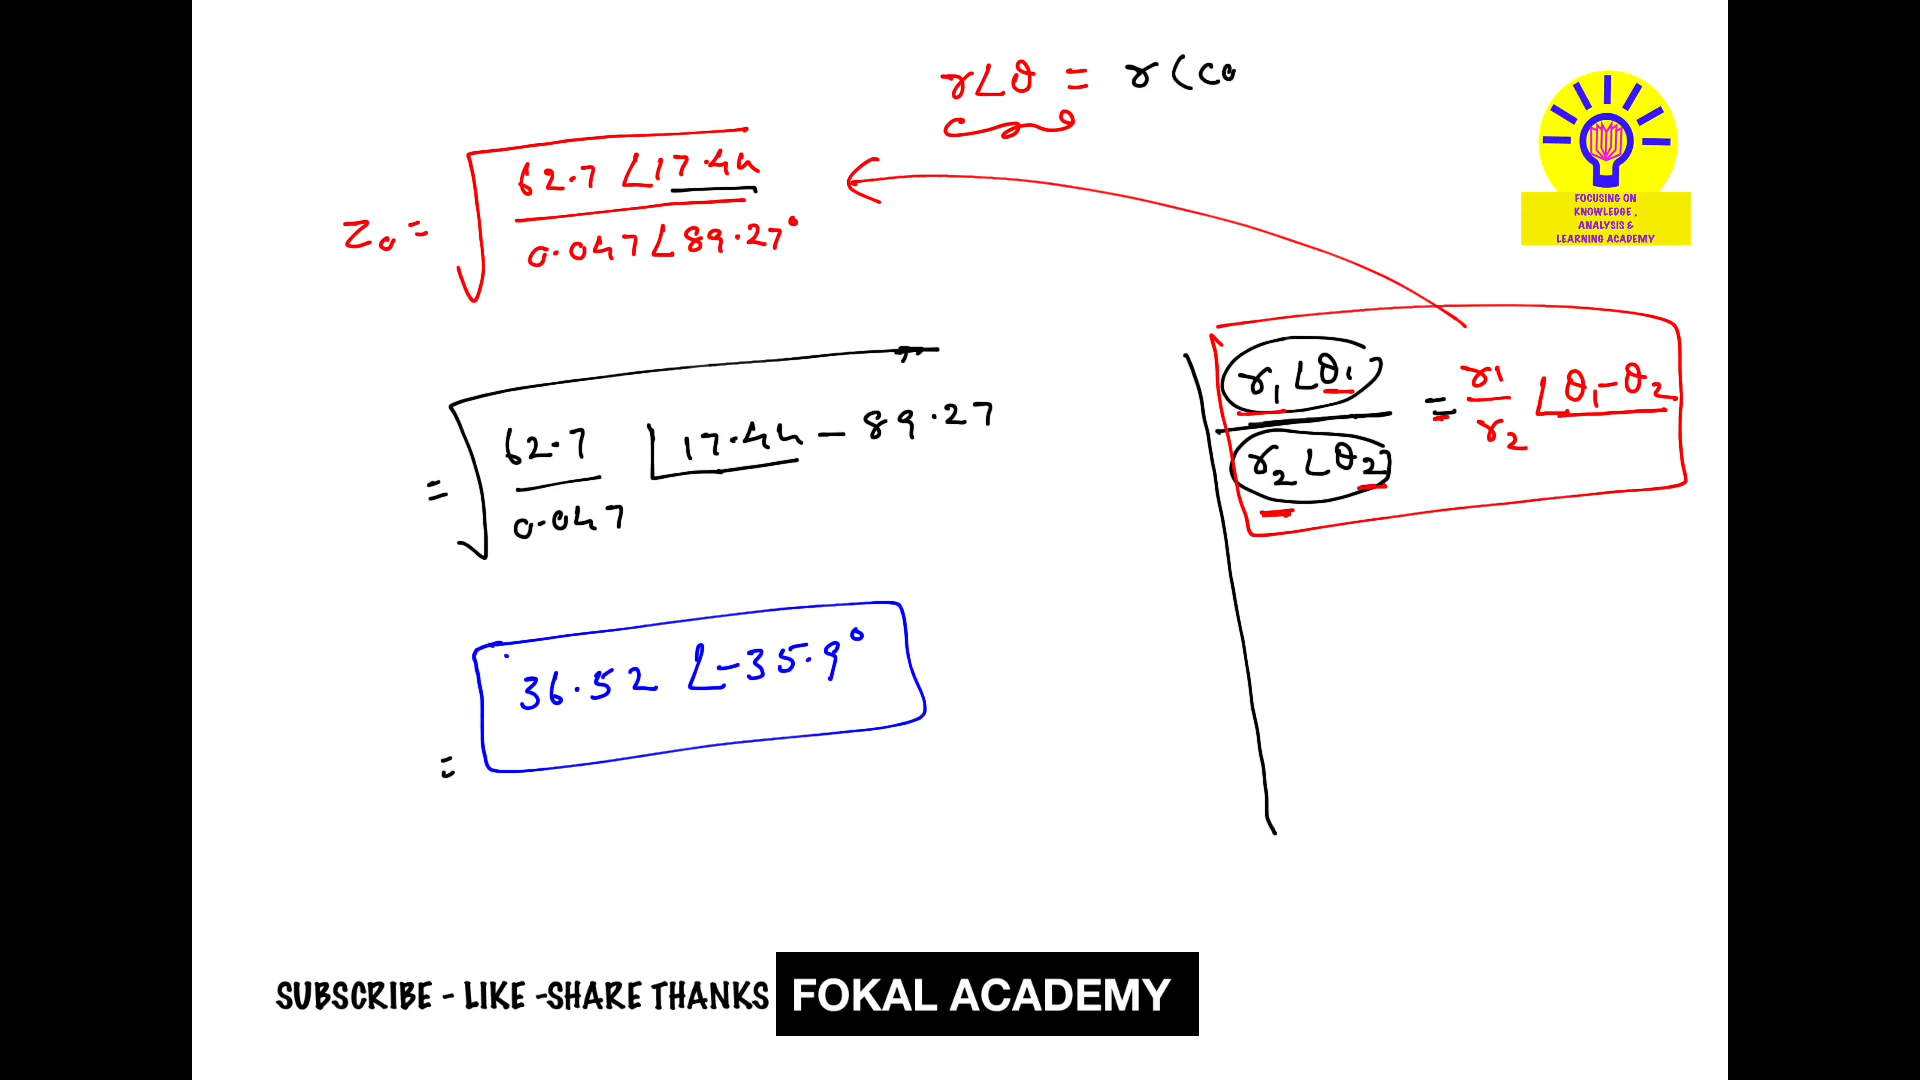 r∠θ = r(co
Z₀ = √(62.7 ∠17.44 / 0.047 ∠89.27°)
= √(62.7 / 0.047 ∠17.44 - 89.27)
= 36.52 ∠-35.9°
r₁∠θ₁ / r₂∠θ₂ = r1 / r₂ ∠θ₁-θ₂
FOCUSING ON
KNOWLEDGE ,
ANALYSIS &
LEARNING ACADEMY
SUBSCRIBE - LIKE -SHARE THANKS
FOKAL ACADEMY